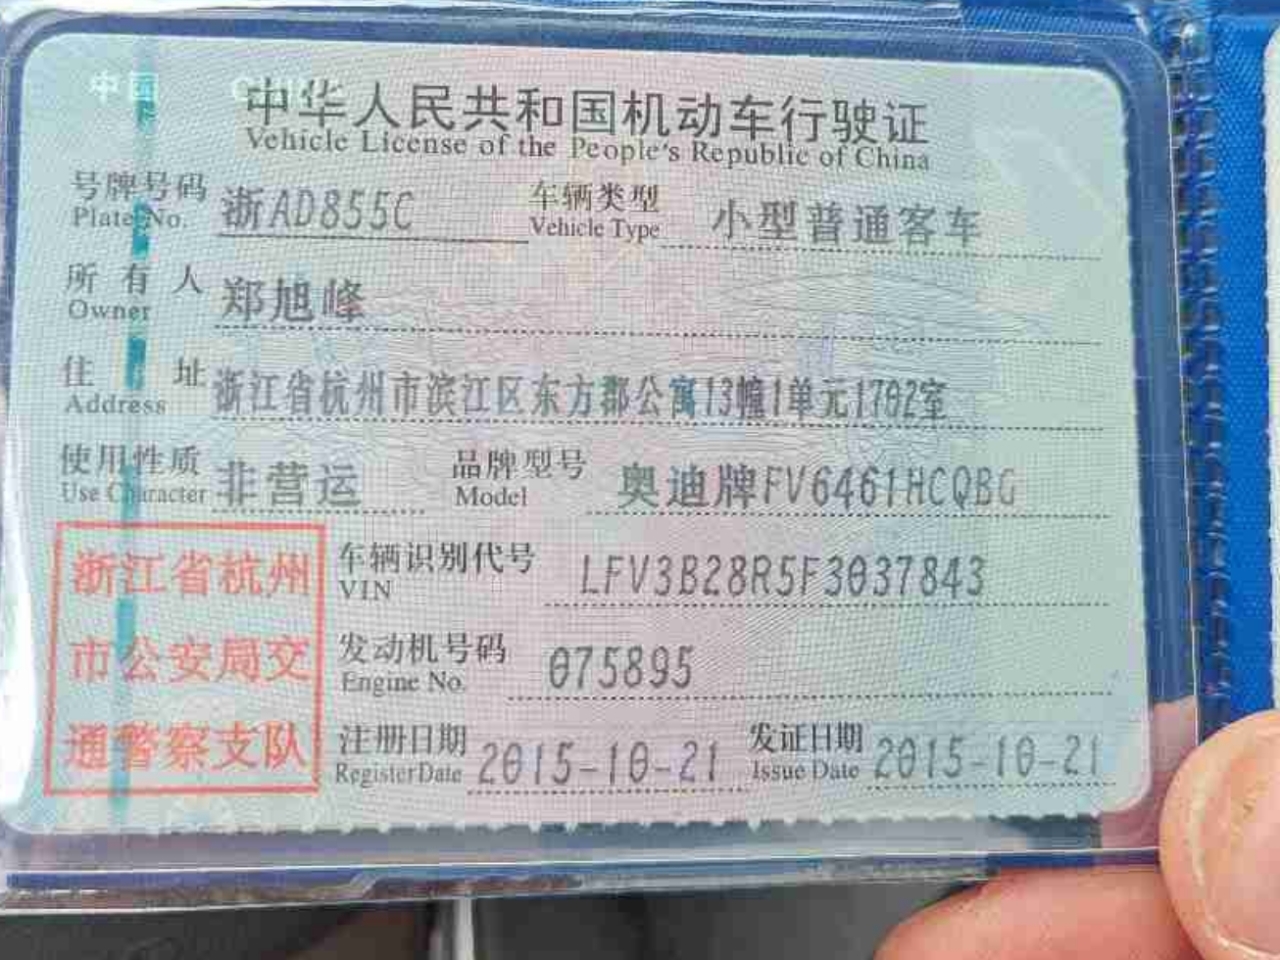 中国 CHINA
中华人民共和国机动车行驶证
Vehicle License of the People's Republic of China
号牌号码 浙AD855C 车辆类型 小型普通客车
Plate No. Vehicle Type
所有人 郑旭峰
Owner
住址 浙江省杭州市滨江区东方郡公寓13幢1单元1702室
Address
使用性质 非营运 品牌型号 奥迪牌FV6461HCQBG
Use Character Model
浙江省杭州 车辆识别代号 LFV3B28R5F3037843
VIN
市公安局交 发动机号码 075895
Engine No.
通警察支队 注册日期 2015-10-21 发证日期 2015-10-21
Register Date Issue Date